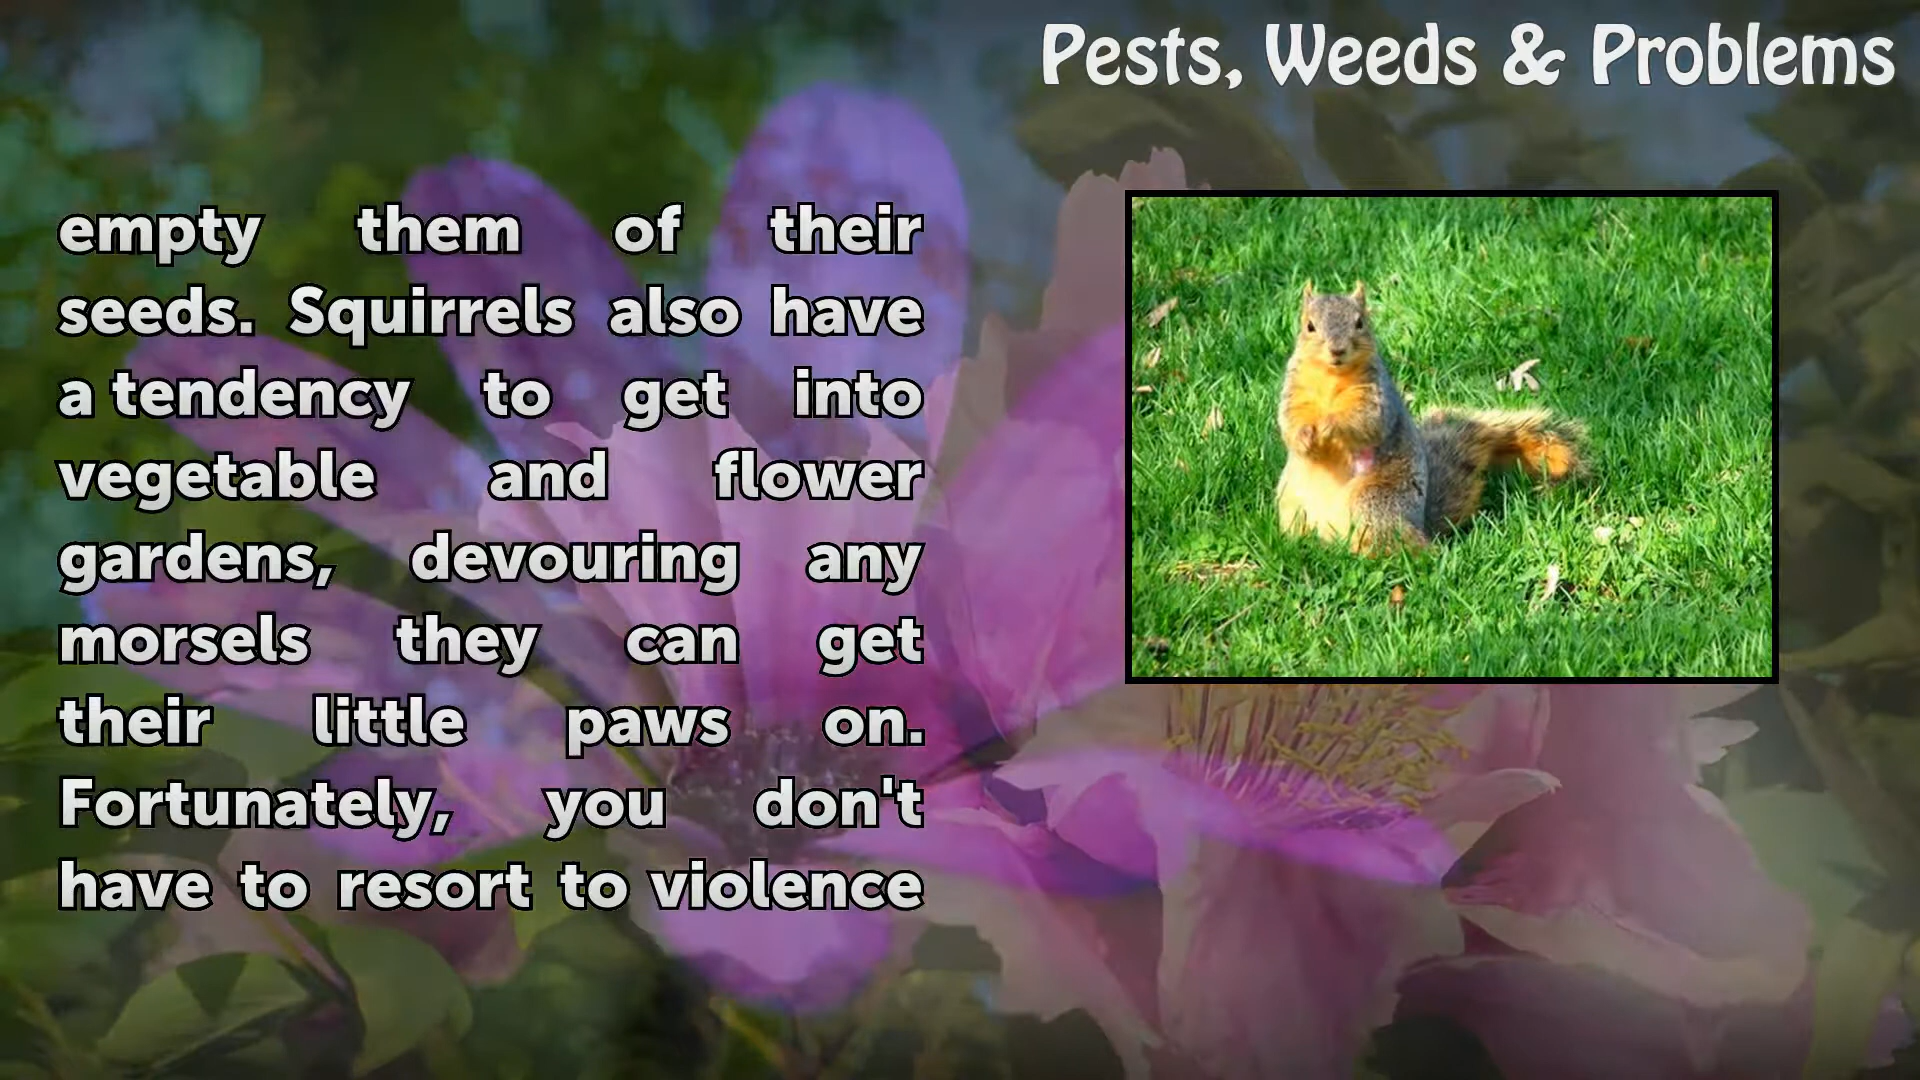 Pests, Weeds & Problems
empty them of their
seeds. Squirrels also have
a tendency to get into
vegetable and flower
gardens, devouring any
morsels they can get
their little paws on.
Fortunately, you don't
have to resort to violence